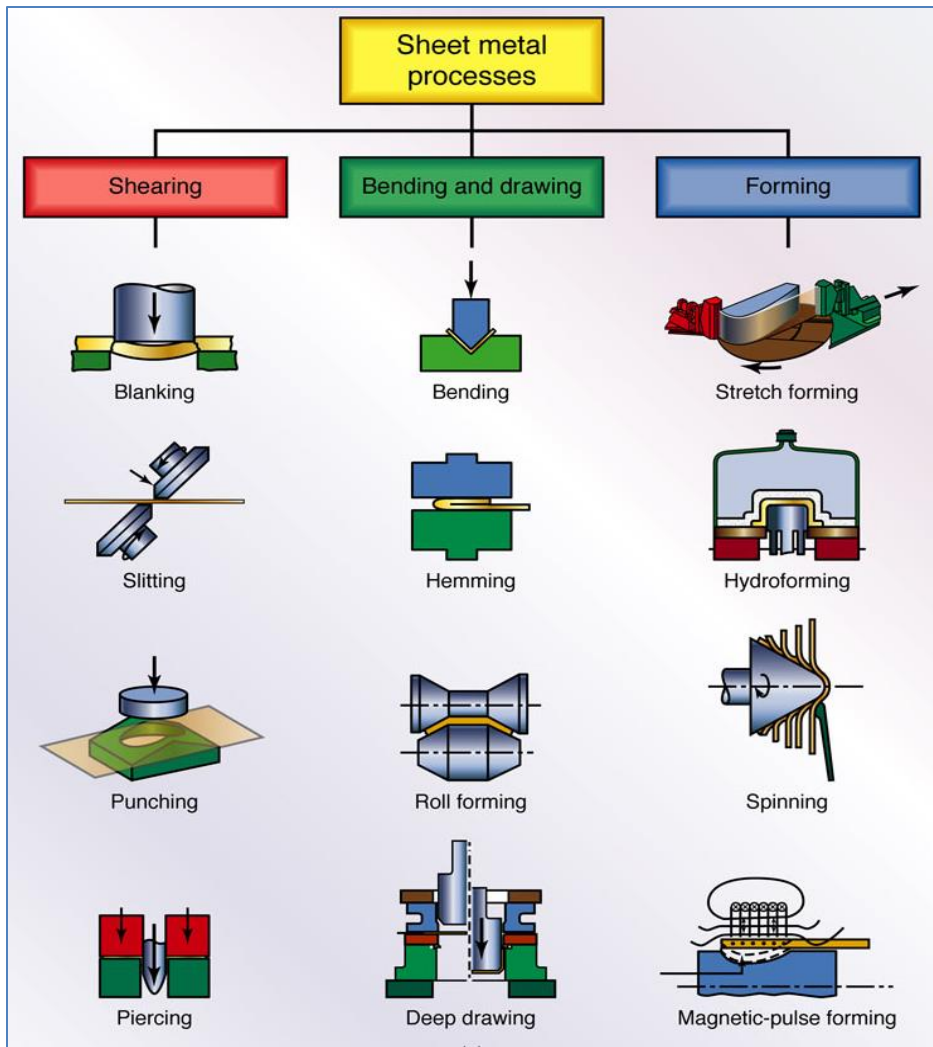 Sheet metal
processes
Shearing
Bending and drawing
Forming
Blanking
Bending
Stretch forming
Slitting
Hemming
Hydroforming
Punching
Roll forming
Spinning
Piercing
Deep drawing
Magnetic-pulse forming